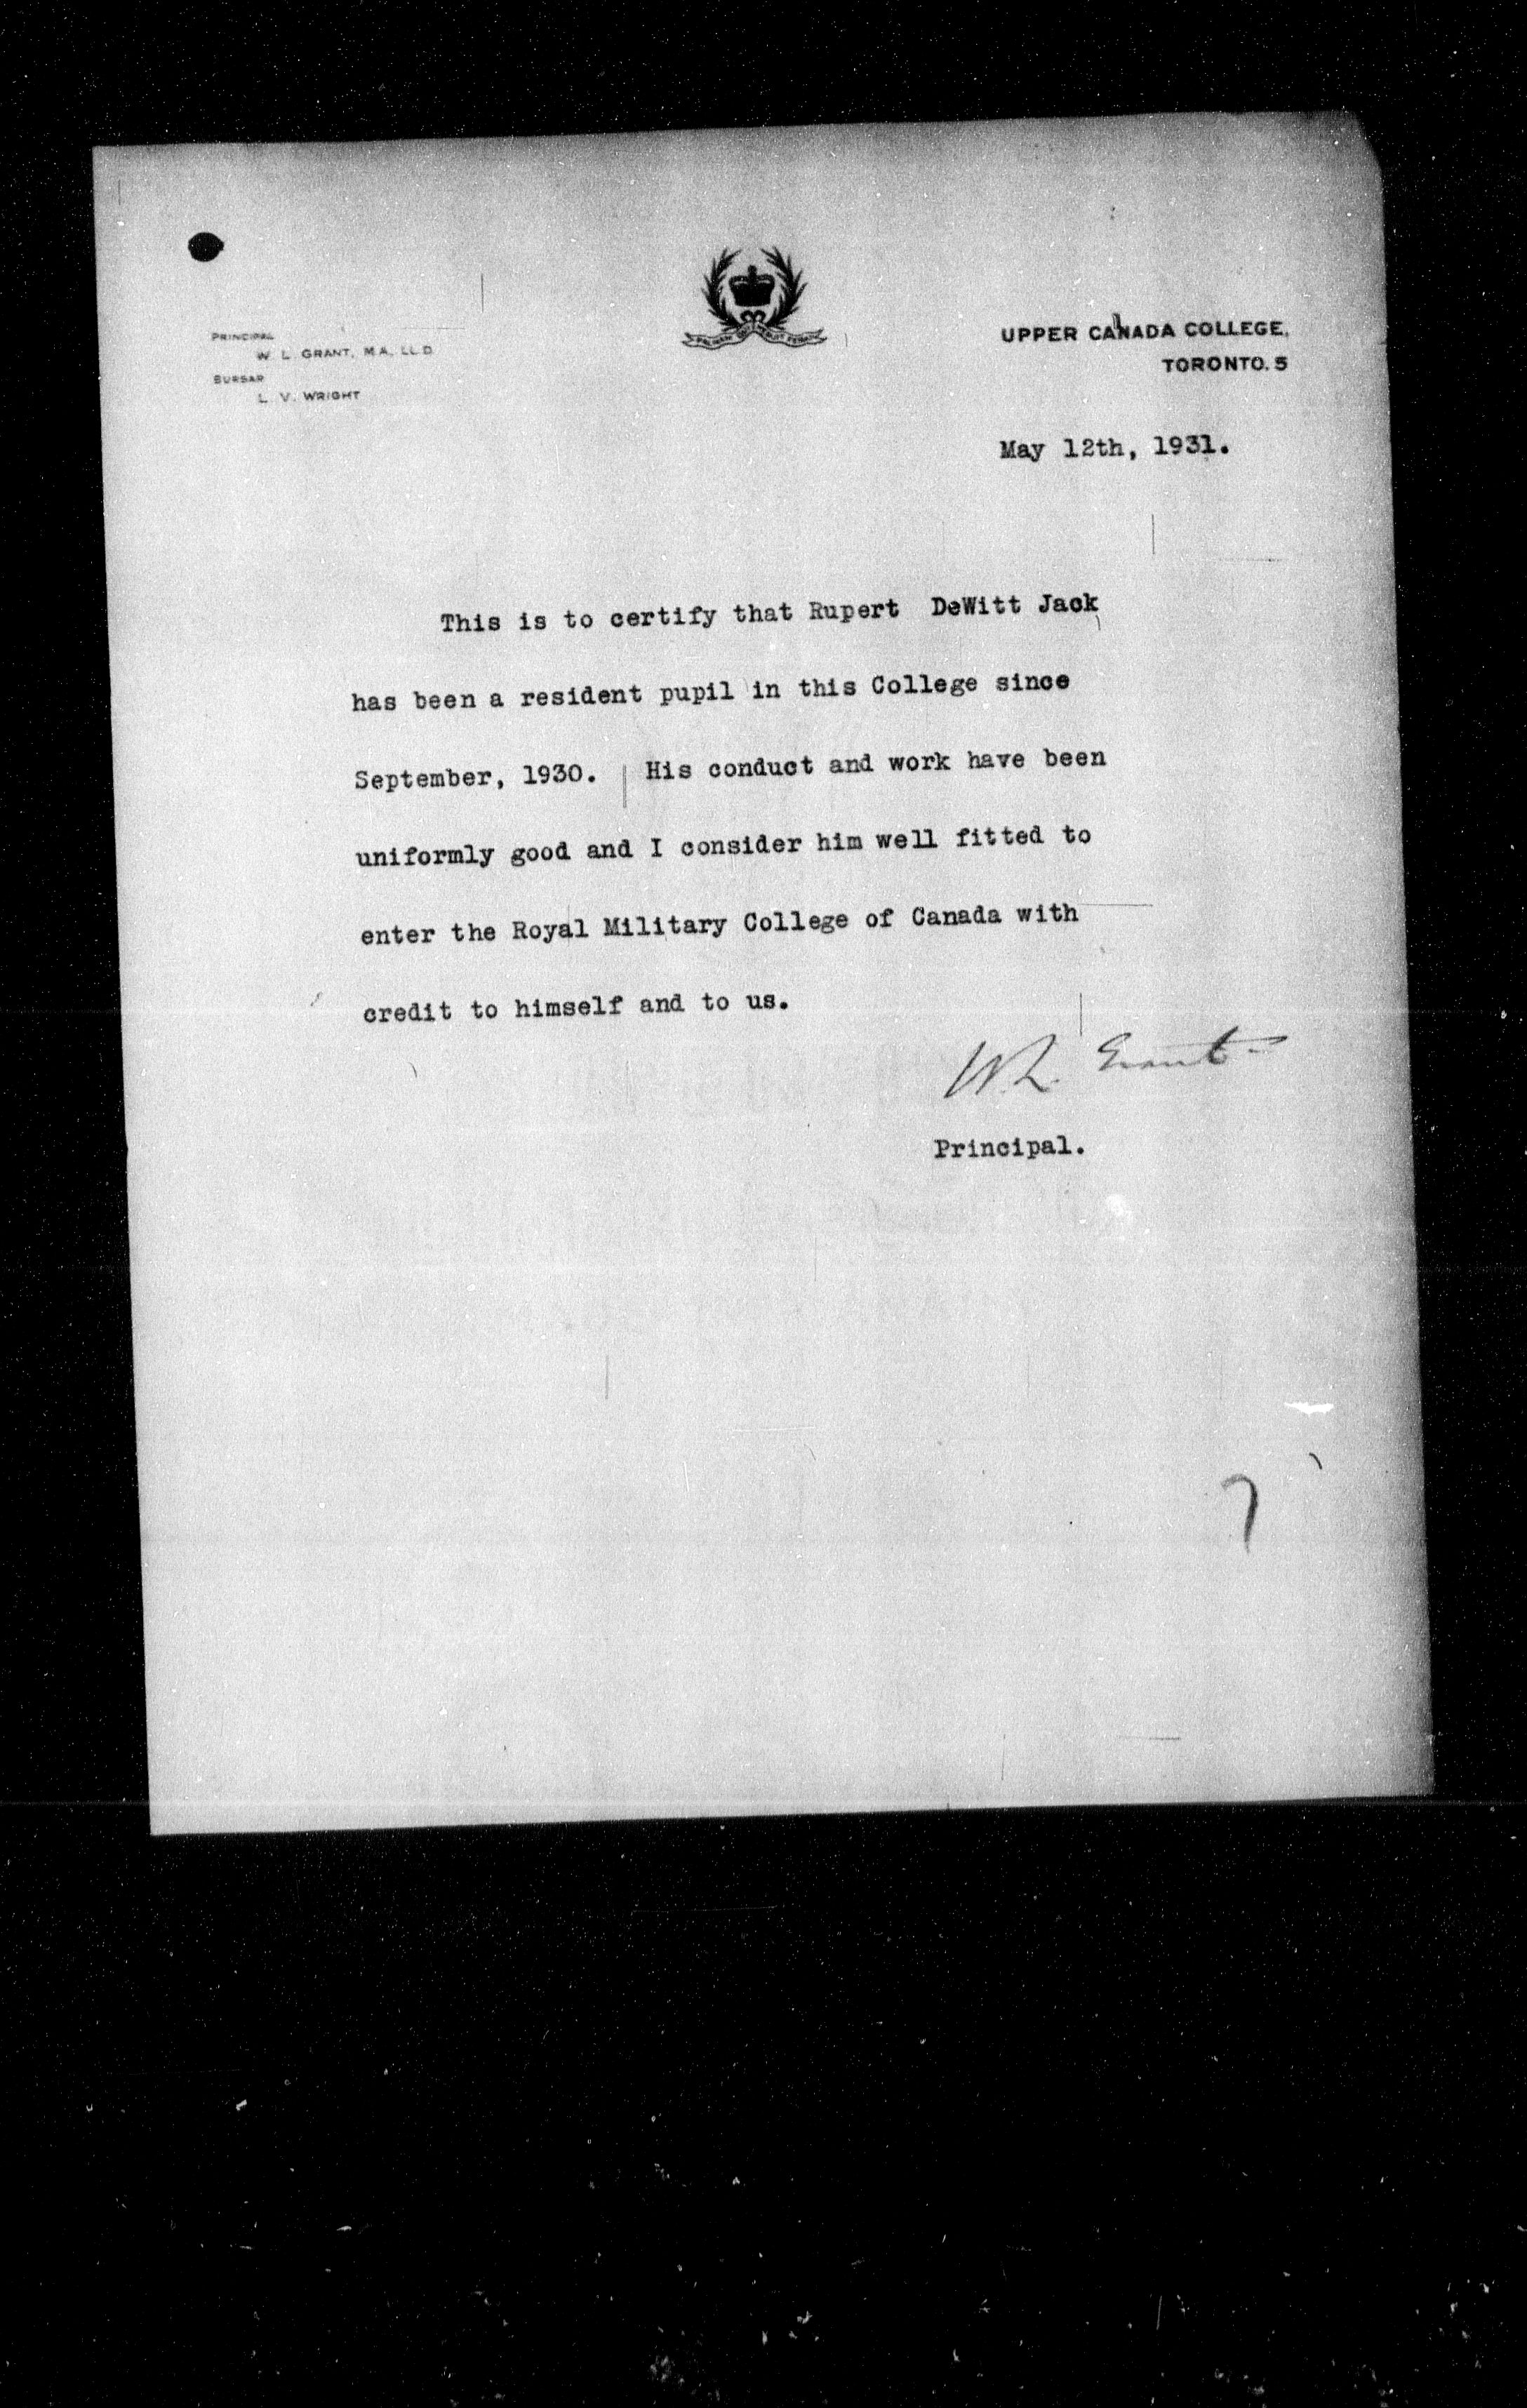 PRINCIPAL
W. L. GRANT, M.A., LL.D.
BURSAR
L. V. WRIGHT
UPPER CANADA COLLEGE,
TORONTO. 5
May 12th, 1931.
This is to certify that Rupert DeWitt Jack
has been a resident pupil in this College since
September, 1930. His conduct and work have been
uniformly good and I consider him well fitted to
enter the Royal Military College of Canada with
credit to himself and to us.
W.L. Grant
Principal.
7